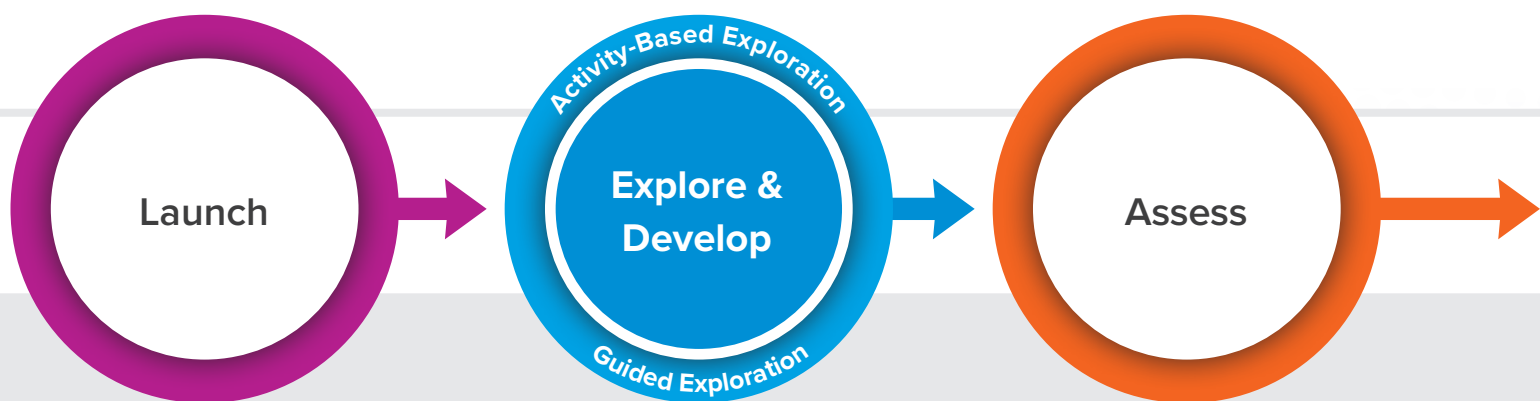 Launch
Activity-Based Exploration
Explore &
Develop
Guided Exploration
Assess